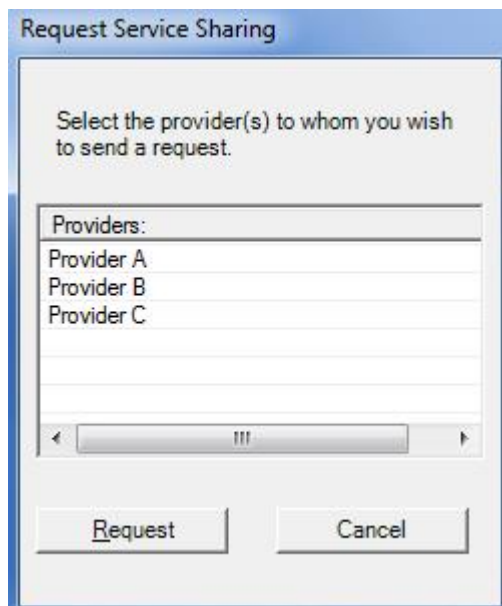 Request Service Sharing
Select the provider(s) to whom you wish
to send a request.
Providers:
Provider A
Provider B
Provider C
Request
Cancel